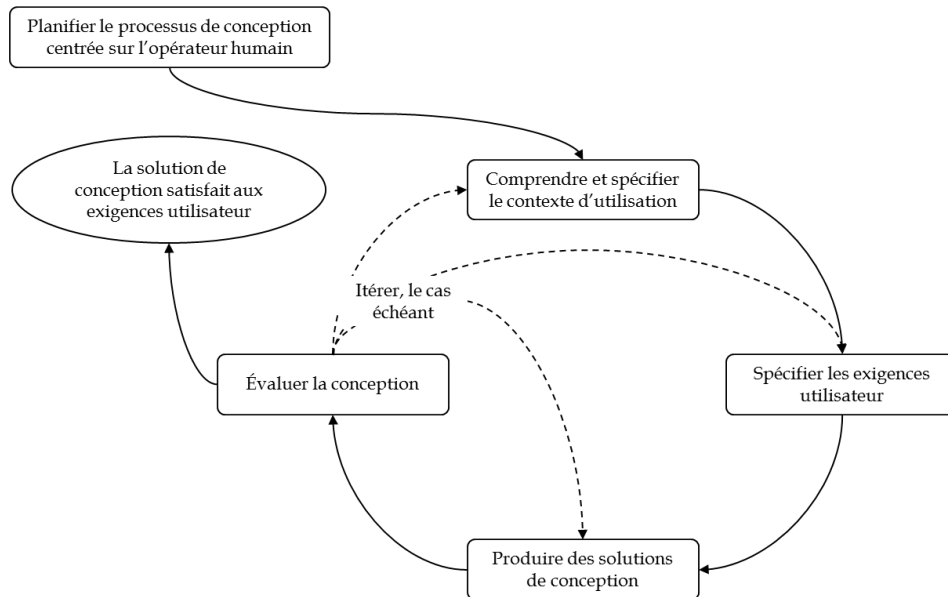 Planifier le processus de conception
centrée sur l’opérateur humain
La solution de
conception satisfait aux
exigences utilisateur
Comprendre et spécifier
le contexte d’utilisation
Itérer, le cas
échéant
Évaluer la conception
Spécifier les exigences
utilisateur
Produire des solutions
de conception